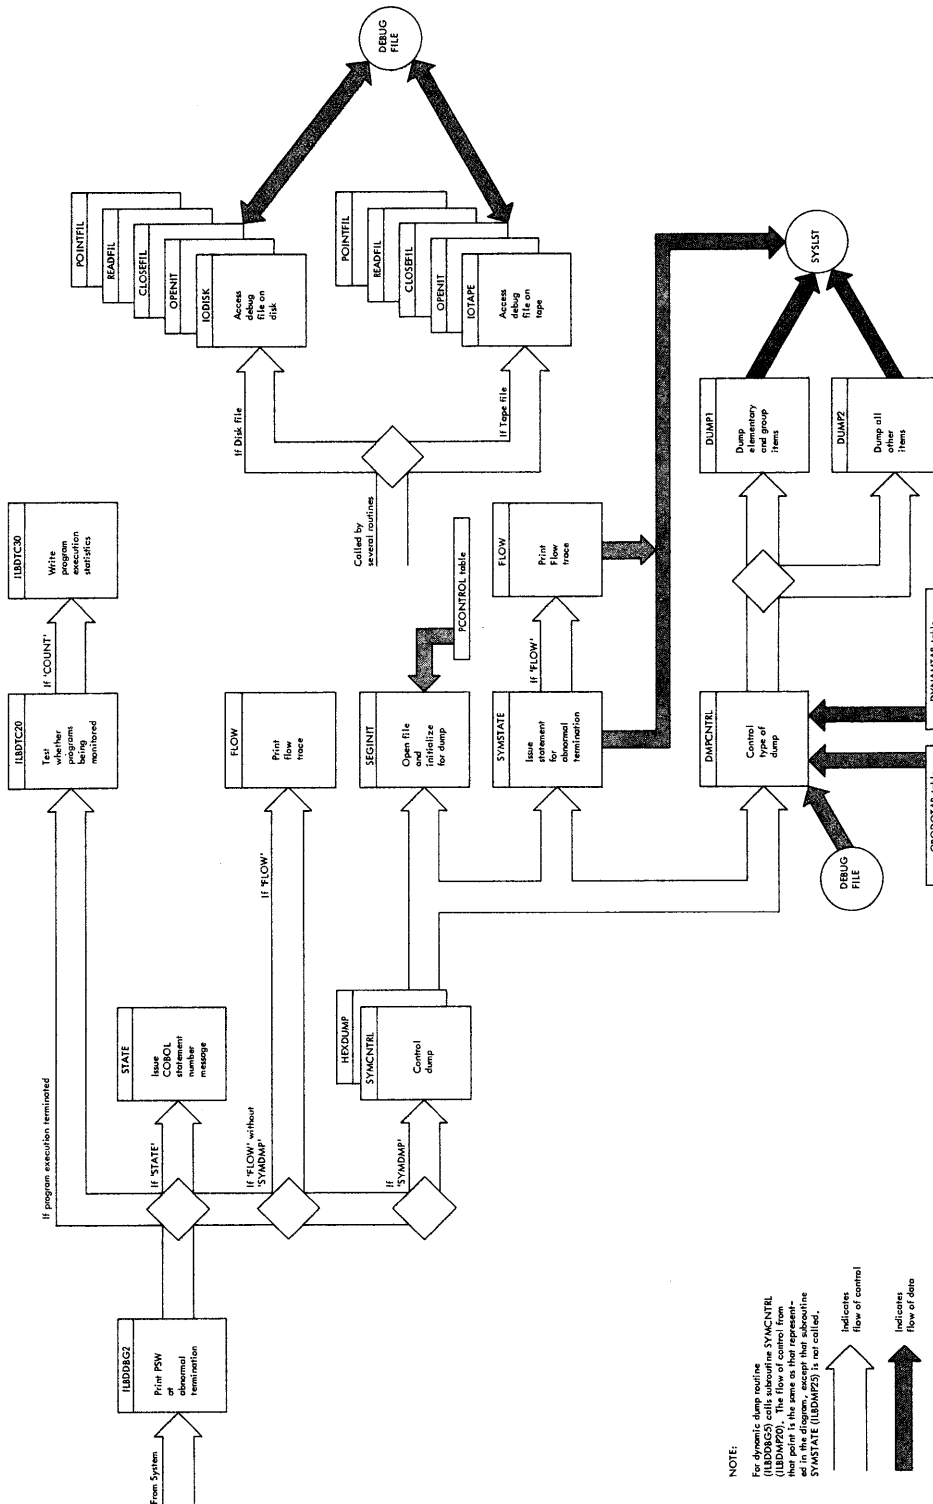 From System
ILBDDBG2
Print PSW
at
abnormal
termination
If program execution terminated
If 'STATE'
STATE
Issue
COBOL
statement
number
message
If 'FLOW' without
'SYMDMP'
If 'FLOW'
FLOW
Print
flow
trace
If
'SYMDMP'
HEXDUMP
SYMCNTRL
Control
dump
ILBDTC20
Test
whether
programs
being
monitored
If 'COUNT'
ILBDTC30
Write
program
execution
statistics
SEGINIT
Open file
and
initialize
for dump
PCONTROL table
SYMSTATE
Issue
statement
for
abnormal
termination
If 'FLOW'
FLOW
Print
Flow
trace
Called by
several routines
If Disk file
If Tape file
POINTFIL
READFIL
CLOSEFIL
OPENIT
IODISK
Access
debug
file on
disk
POINTFIL
READFIL
CLOSEFIL
OPENIT
IOTAPE
Access
debug
file on
tape
DEBUG
FILE
DEBUG
FILE
DMPCNTRL
Control
type of
dump
DUMP1
Dump
elementary
and group
items
DUMP2
Dump all
other
items
SYSLST
NOTE:
For dynamic dump routine
(ILBDDBG5) calls subroutine SYMCNTRL
(ILBDMP20). The flow of control from
that point is the same as that represent-
ed in the diagram, except that subroutine
SYMSTATE (ILBDMP25) is not called.
Indicates
flow of control
Indicates
flow of data